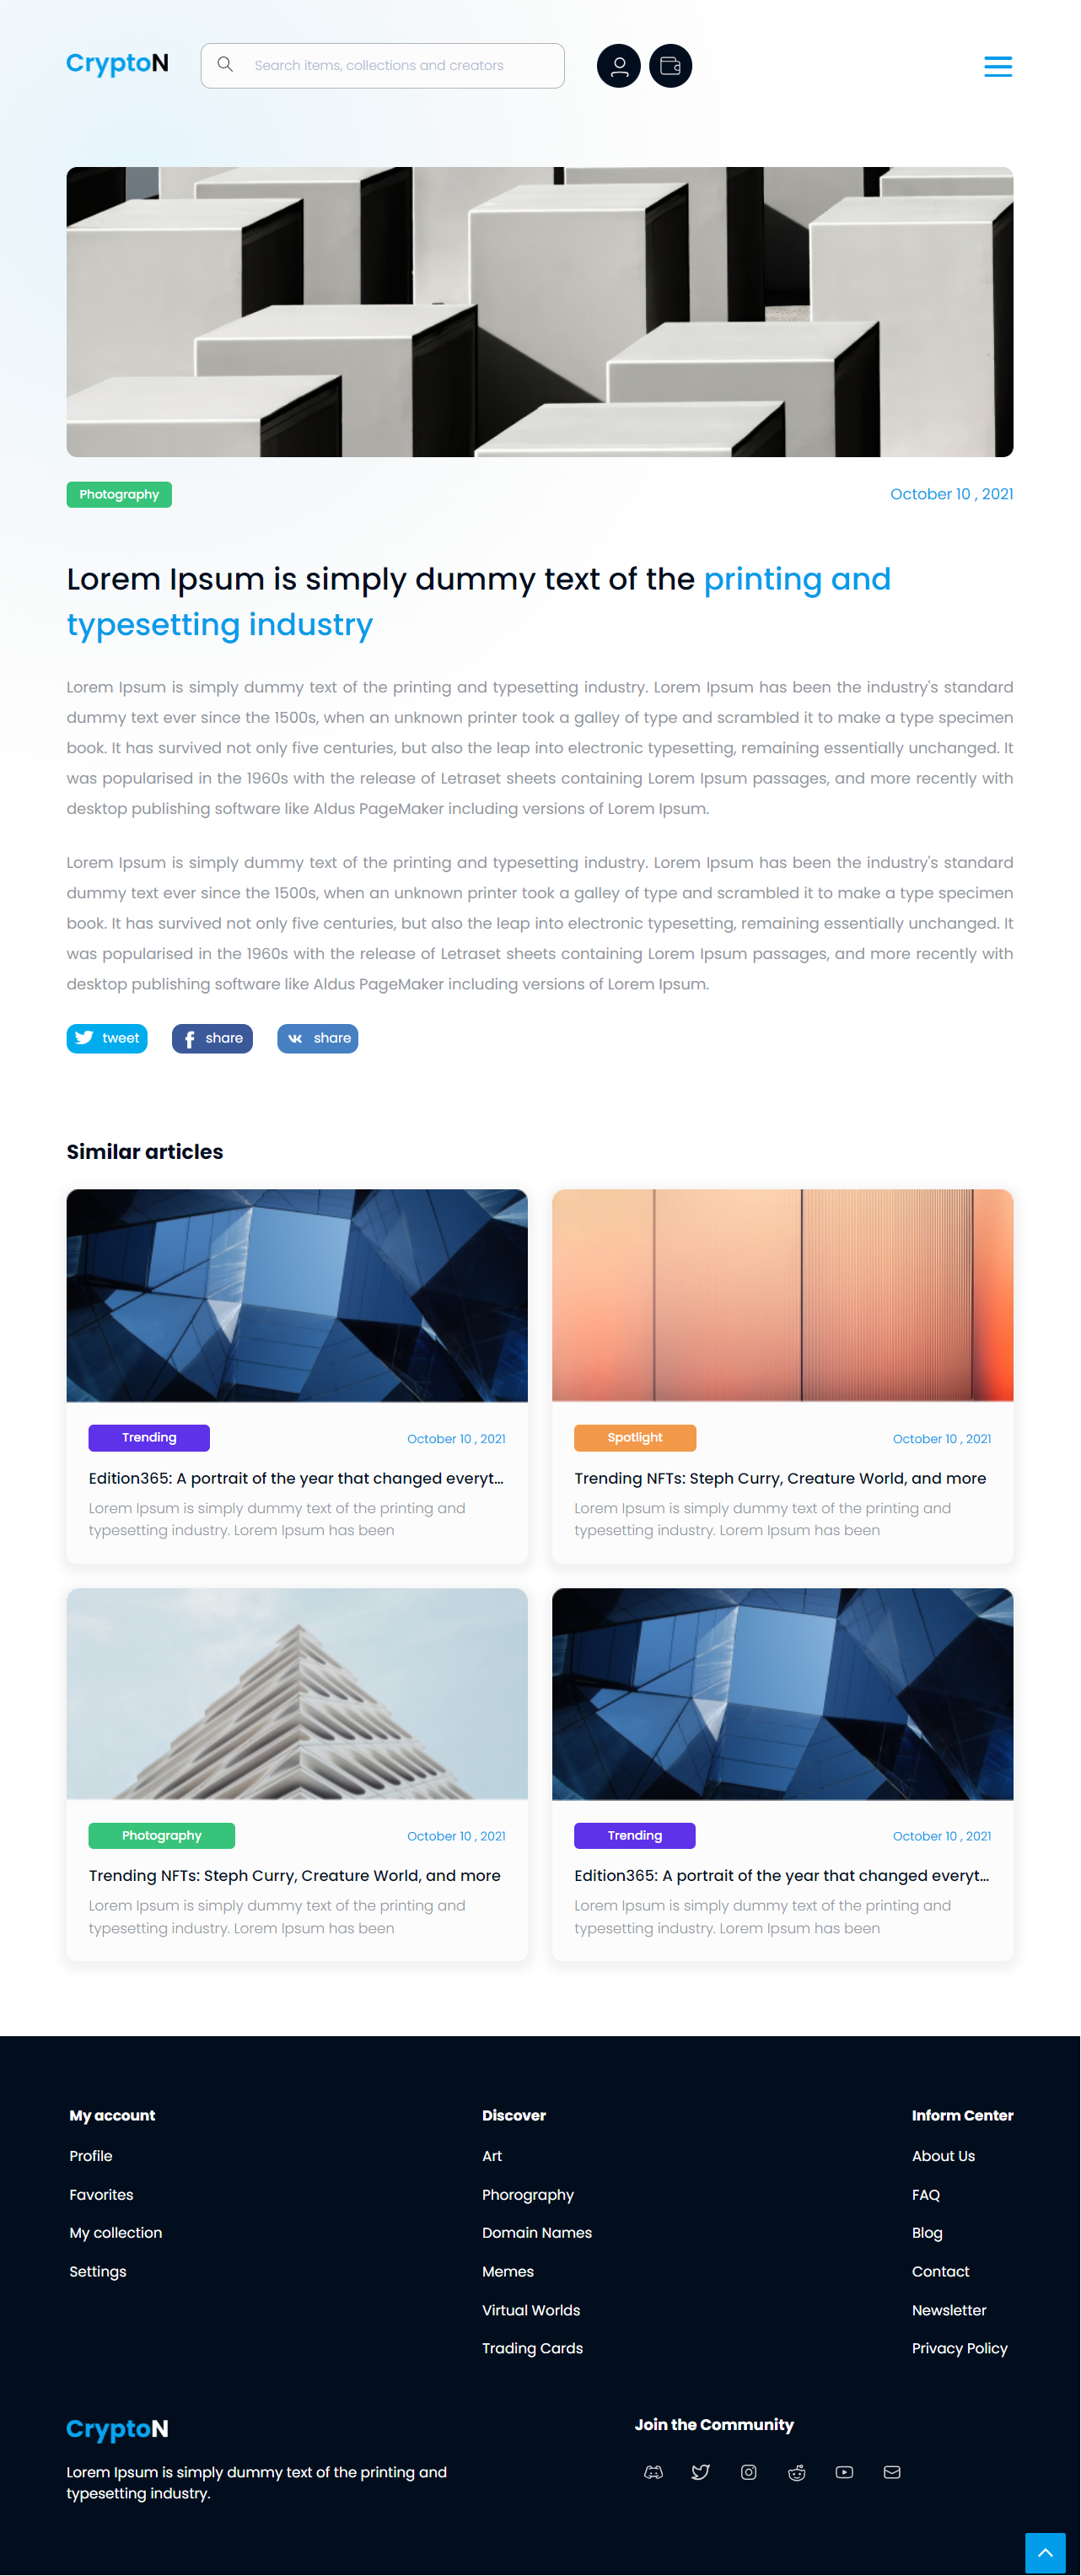 CryptoN
Search items, collections and creators
Photography
October 10 , 2021
Lorem Ipsum is simply dummy text of the printing and
typesetting industry
Lorem Ipsum is simply dummy text of the printing and typesetting industry. Lorem Ipsum has been the industry's standard
dummy text ever since the 1500s, when an unknown printer took a galley of type and scrambled it to make a type specimen
book. It has survived not only five centuries, but also the leap into electronic typesetting, remaining essentially unchanged. It
was popularised in the 1960s with the release of Letraset sheets containing Lorem Ipsum passages, and more recently with
desktop publishing software like Aldus PageMaker including versions of Lorem Ipsum.
Lorem Ipsum is simply dummy text of the printing and typesetting industry. Lorem Ipsum has been the industry's standard
dummy text ever since the 1500s, when an unknown printer took a galley of type and scrambled it to make a type specimen
book. It has survived not only five centuries, but also the leap into electronic typesetting, remaining essentially unchanged. It
was popularised in the 1960s with the release of Letraset sheets containing Lorem Ipsum passages, and more recently with
desktop publishing software like Aldus PageMaker including versions of Lorem Ipsum.
tweet
share
share
Similar articles
Trending
October 10 , 2021
Edition365: A portrait of the year that changed everyt...
Lorem Ipsum is simply dummy text of the printing and
typesetting industry. Lorem Ipsum has been
Spotlight
October 10 , 2021
Trending NFTs: Steph Curry, Creature World, and more
Lorem Ipsum is simply dummy text of the printing and
typesetting industry. Lorem Ipsum has been
Photography
October 10 , 2021
Trending NFTs: Steph Curry, Creature World, and more
Lorem Ipsum is simply dummy text of the printing and
typesetting industry. Lorem Ipsum has been
Trending
October 10 , 2021
Edition365: A portrait of the year that changed everyt...
Lorem Ipsum is simply dummy text of the printing and
typesetting industry. Lorem Ipsum has been
My account
Profile
Favorites
My collection
Settings
Discover
Art
Phorography
Domain Names
Memes
Virtual Worlds
Trading Cards
Inform Center
About Us
FAQ
Blog
Contact
Newsletter
Privacy Policy
CryptoN
Lorem Ipsum is simply dummy text of the printing and
typesetting industry.
Join the Community